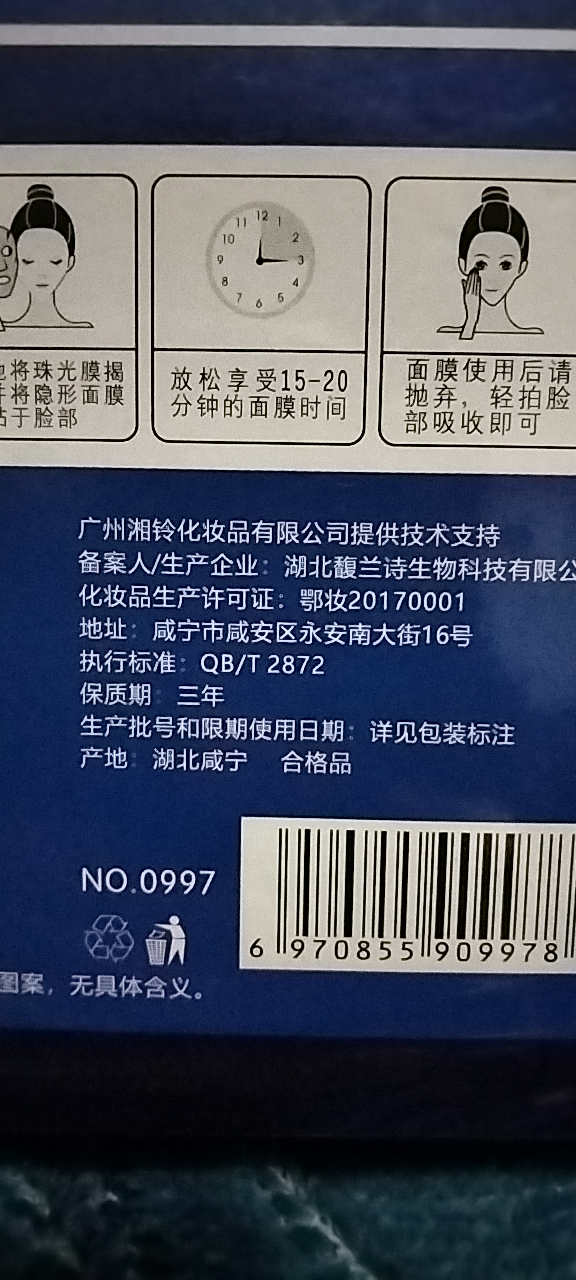 12
1
2
3
4
5
6
7
8
9
10
11
将珠光膜揭
将隐形面膜
于脸部
放松享受15-20
分钟的面膜时间
面膜使用后请
抛弃，轻拍脸
部吸收即可
广州湘铃化妆品有限公司提供技术支持
备案人/生产企业：湖北馥兰诗生物科技有限公
化妆品生产许可证：鄂妆20170001
地址：咸宁市咸安区永安南大街16号
执行标准：QB/T 2872
保质期：三年
生产批号和限期使用日期：详见包装标注
产地：湖北咸宁 合格品
NO.0997
6 970855 909978
图案，无具体含义。